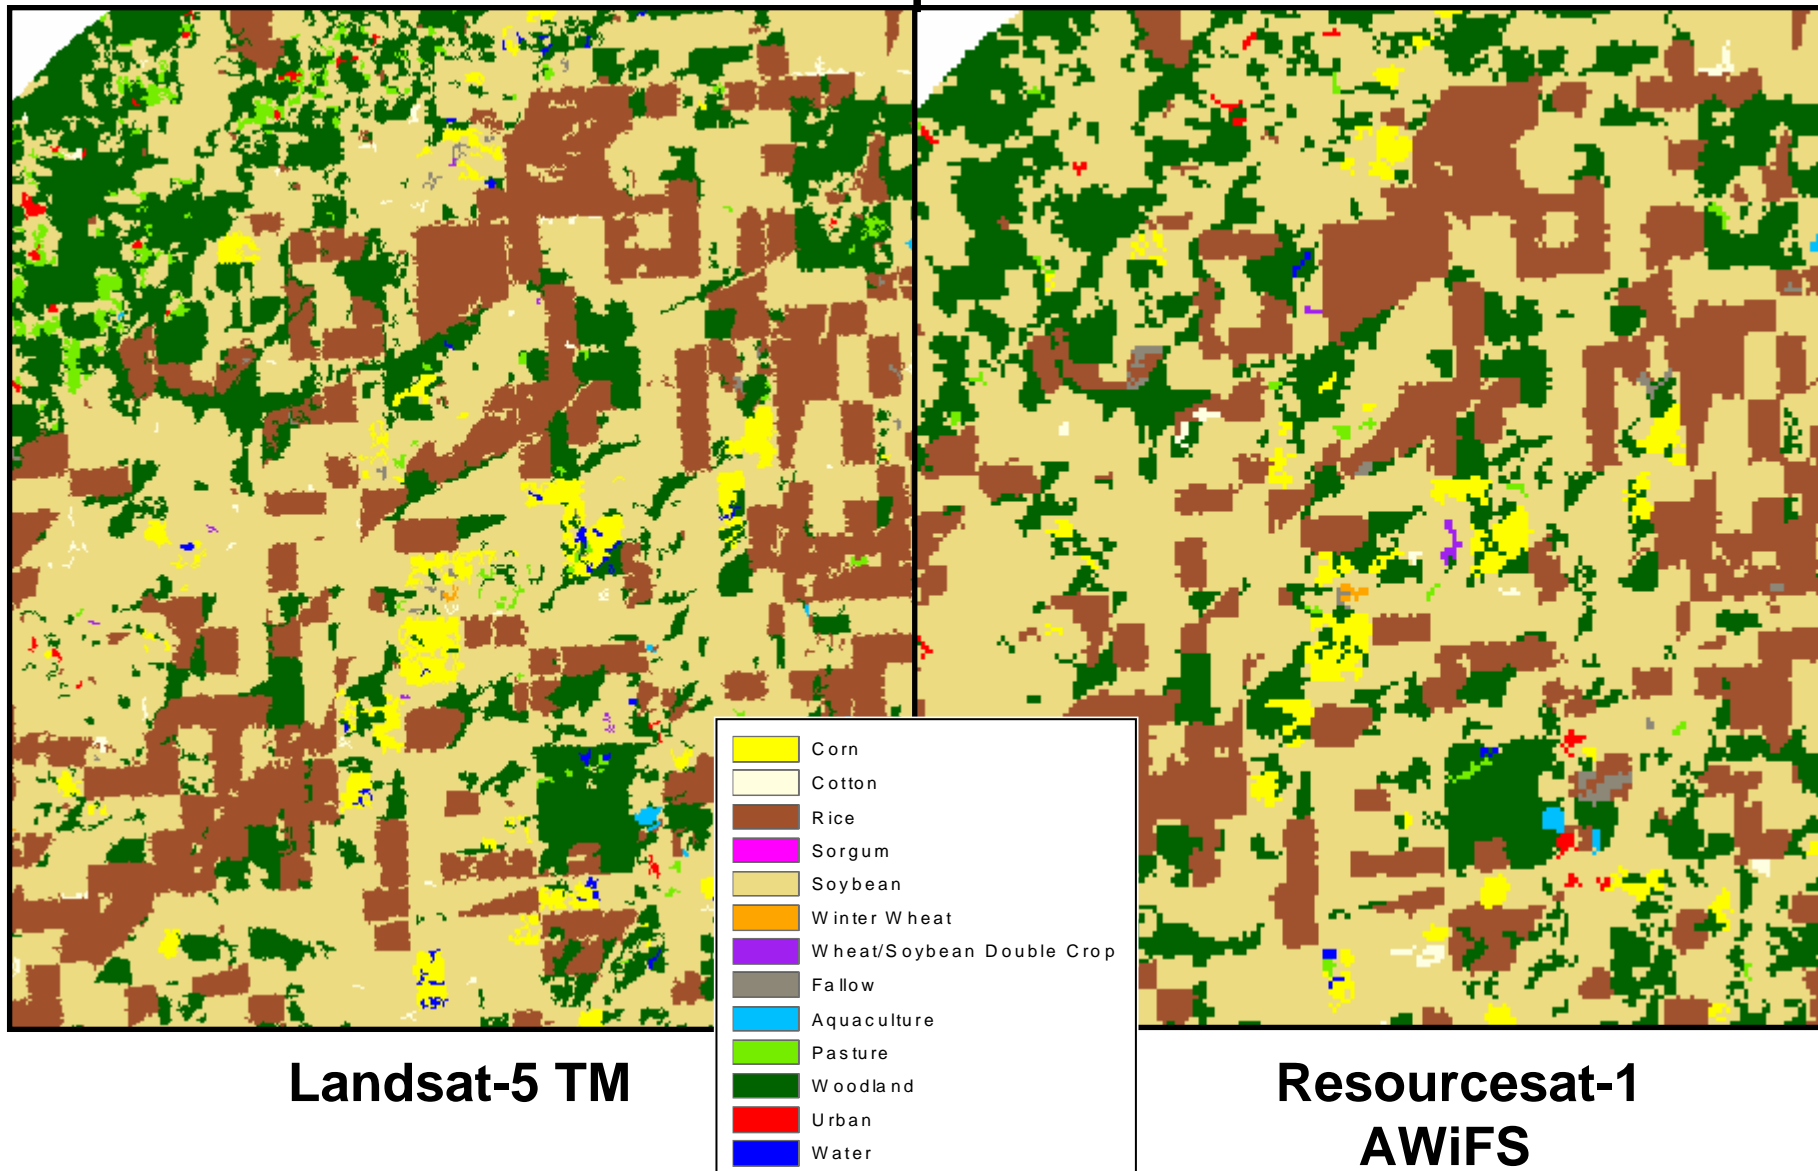 Corn
Cotton
Rice
Sorgum
Soybean
Winter Wheat
Wheat/Soybean Double Crop
Fallow
Aquaculture
Pasture
Woodland
Urban
Water
Landsat-5 TM
Resourcesat-1
AWiFS